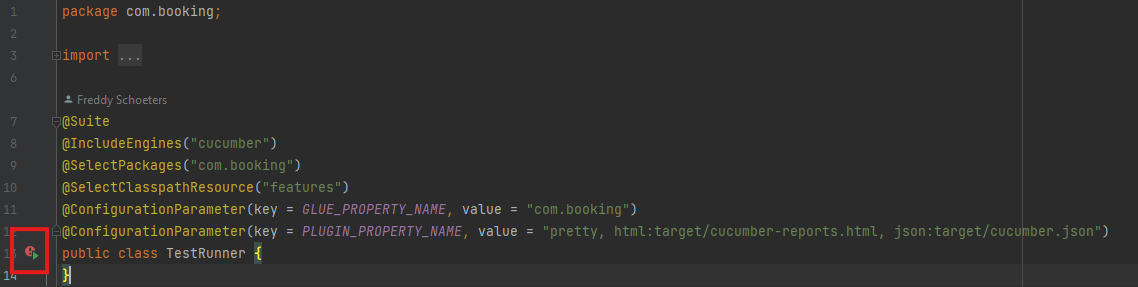 1 package com.booking;
2
3 import ...
6
Freddy Schoeters
7 @Suite
8 @IncludeEngines("cucumber")
9 @SelectPackages("com.booking")
10 @SelectClasspathResource("features")
11 @ConfigurationParameter(key = GLUE_PROPERTY_NAME, value = "com.booking")
12 @ConfigurationParameter(key = PLUGIN_PROPERTY_NAME, value = "pretty, html:target/cucumber-reports.html, json:target/cucumber.json")
13 public class TestRunner {
14 }